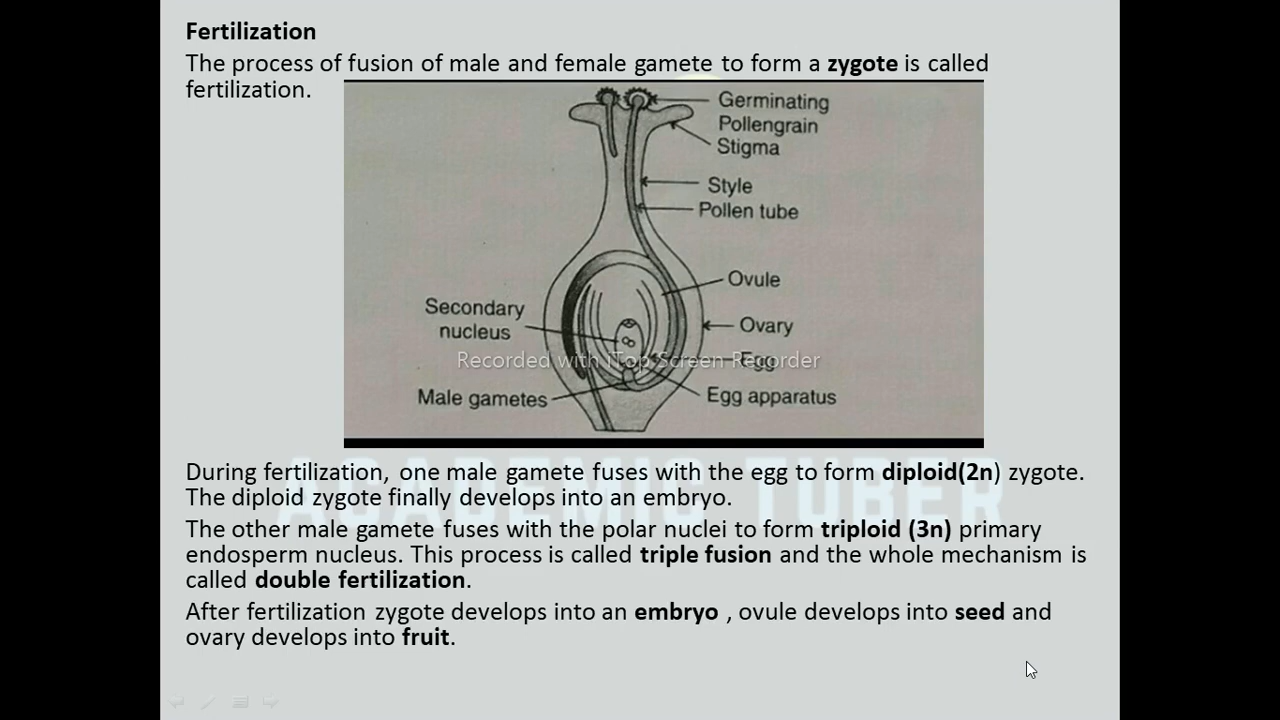 Fertilization
The process of fusion of male and female gamete to form a zygote is called
fertilization.
Germinating
Pollengrain
Stigma
Style
Pollen tube
Ovule
Secondary
nucleus
Ovary
Recorded with iTop Screen Recorder
Egg
Male gametes
Egg apparatus
ACADEMIC TUBER
During fertilization, one male gamete fuses with the egg to form diploid(2n) zygote.
The diploid zygote finally develops into an embryo.
The other male gamete fuses with the polar nuclei to form triploid (3n) primary
endosperm nucleus. This process is called triple fusion and the whole mechanism is
called double fertilization.
After fertilization zygote develops into an embryo , ovule develops into seed and
ovary develops into fruit.